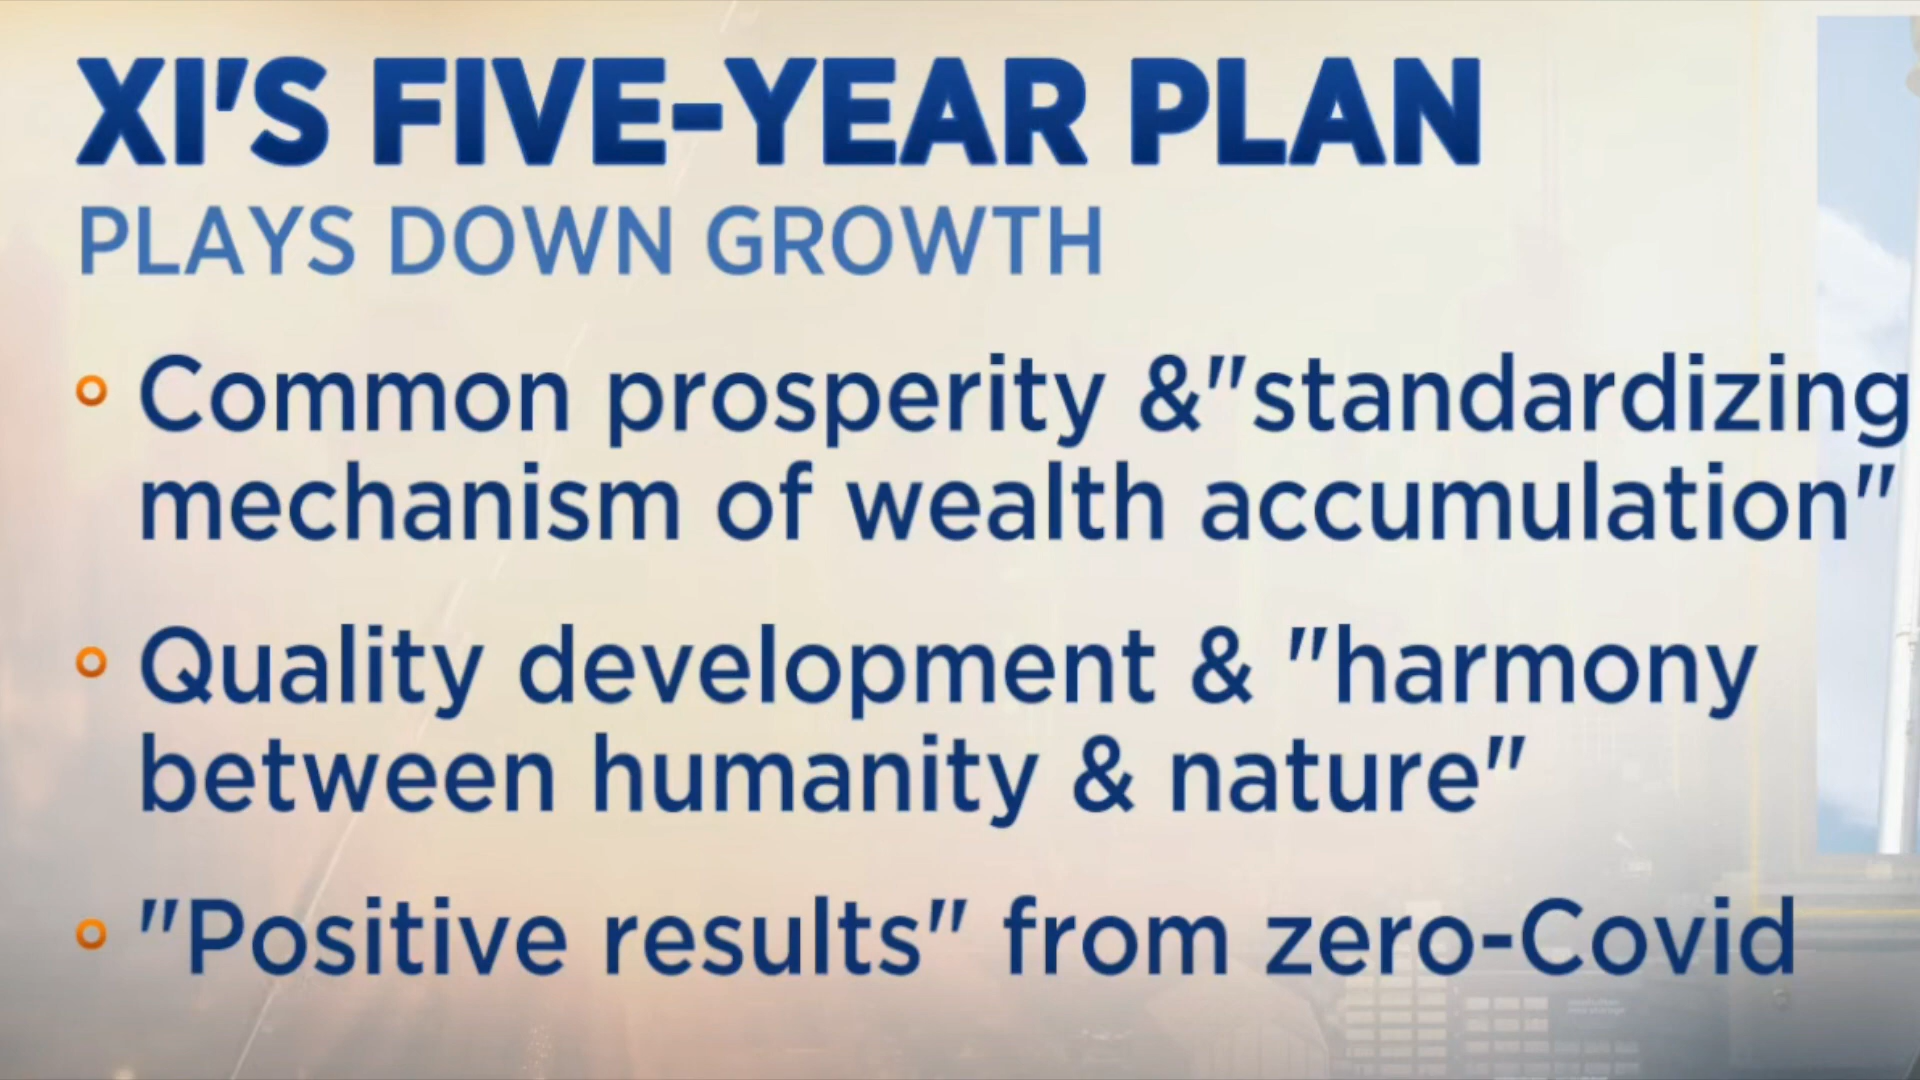 XI'S FIVE-YEAR PLAN
PLAYS DOWN GROWTH
Common prosperity &"standardizing
mechanism of wealth accumulation"
Quality development & "harmony
between humanity & nature"
"Positive results" from zero-Covid